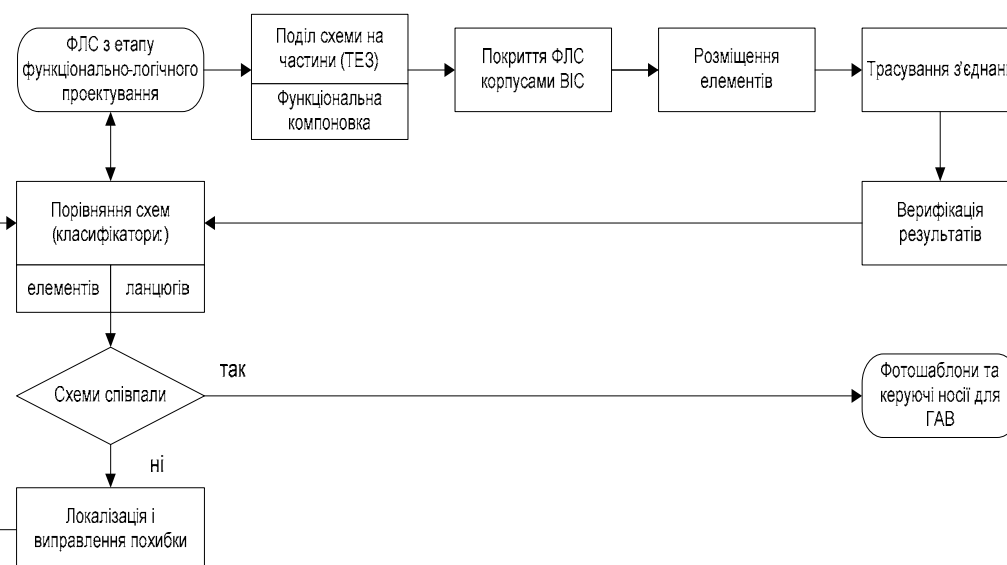 ФЛС з етапу
функціонально-логічного
проектування
Поділ схеми на
частини (ТЕЗ)
Функціональна
компоновка
Покриття ФЛС
корпусами ВІС
Розміщення
елементів
Трасування з'єднан
Порівняння схем
(класифікатори:)
елементів
ланцюгів
Верифікація
результатів
Схеми співпали
так
Фотошаблони та
керуючі носії для
ГАВ
ні
Локалізація і
виправлення похибки